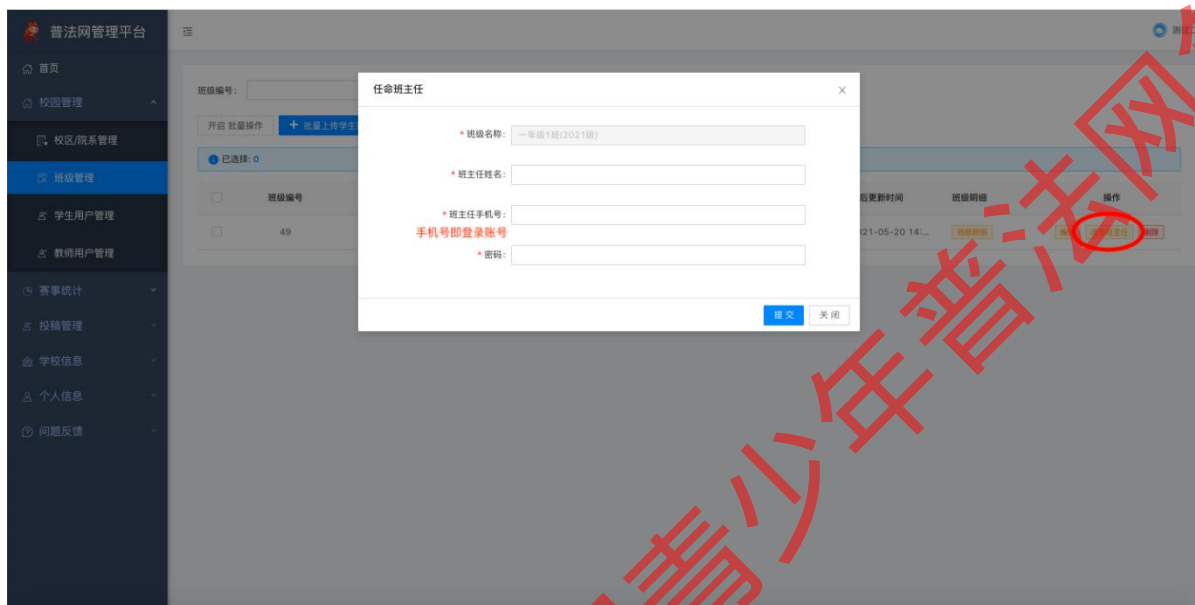 普法网管理平台
首页
校园管理
校区/院系管理
班级管理
学生用户管理
教师用户管理
赛事统计
投稿管理
学校信息
个人信息
问题反馈
班级编号:
开启 批量操作
+ 批量上传学生
已选择: 0
班级编号
后更新时间
班级明细
操作
49
21-05-20 14:...
班级明细
删除
任命班主任
* 班级名称:
一年级1班(2021级)
* 班主任姓名:
* 班主任手机号:
手机号即登录账号
* 密码:
提 交
关 闭
青少年普法网